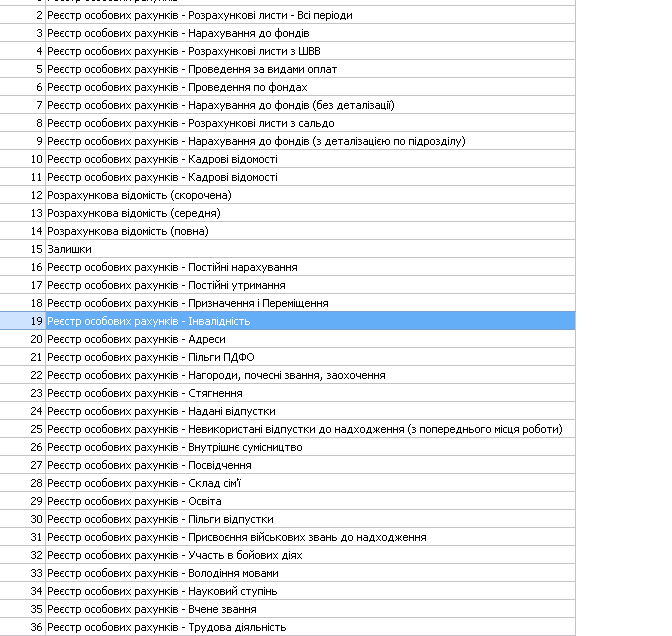 2 Реєстр особових рахунків - Розрахункові листи - Всі періоди
3 Реєстр особових рахунків - Нарахування до фондів
4 Реєстр особових рахунків - Розрахункові листи з ШВВ
5 Реєстр особових рахунків - Проведення за видами оплат
6 Реєстр особових рахунків - Проведення по фондах
7 Реєстр особових рахунків - Нарахування до фондів (без деталізації)
8 Реєстр особових рахунків - Розрахункові листи з сальдо
9 Реєстр особових рахунків - Нарахування до фондів (з деталізацією по підрозділу)
10 Реєстр особових рахунків - Кадрові відомості
11 Реєстр особових рахунків - Кадрові відомості
12 Розрахункова відомість (скорочена)
13 Розрахункова відомість (середня)
14 Розрахункова відомість (повна)
15 Залишки
16 Реєстр особових рахунків - Постійні нарахування
17 Реєстр особових рахунків - Постійні утримання
18 Реєстр особових рахунків - Призначення і Переміщення
19 Реєстр особових рахунків - Інвалідність
20 Реєстр особових рахунків - Адреси
21 Реєстр особових рахунків - Пільги ПДФО
22 Реєстр особових рахунків - Нагороди, почесні звання, заохочення
23 Реєстр особових рахунків - Стягнення
24 Реєстр особових рахунків - Надані відпустки
25 Реєстр особових рахунків - Невикористані відпустки до надходження (з попереднього місця роботи)
26 Реєстр особових рахунків - Внутрішнє сумісництво
27 Реєстр особових рахунків - Посвідчення
28 Реєстр особових рахунків - Склад сім'ї
29 Реєстр особових рахунків - Освіта
30 Реєстр особових рахунків - Пільги відпустки
31 Реєстр особових рахунків - Присвоєння військових звань до надходження
32 Реєстр особових рахунків - Участь в бойових діях
33 Реєстр особових рахунків - Володіння мовами
34 Реєстр особових рахунків - Науковий ступінь
35 Реєстр особових рахунків - Вчене звання
36 Реєстр особових рахунків - Трудова діяльність